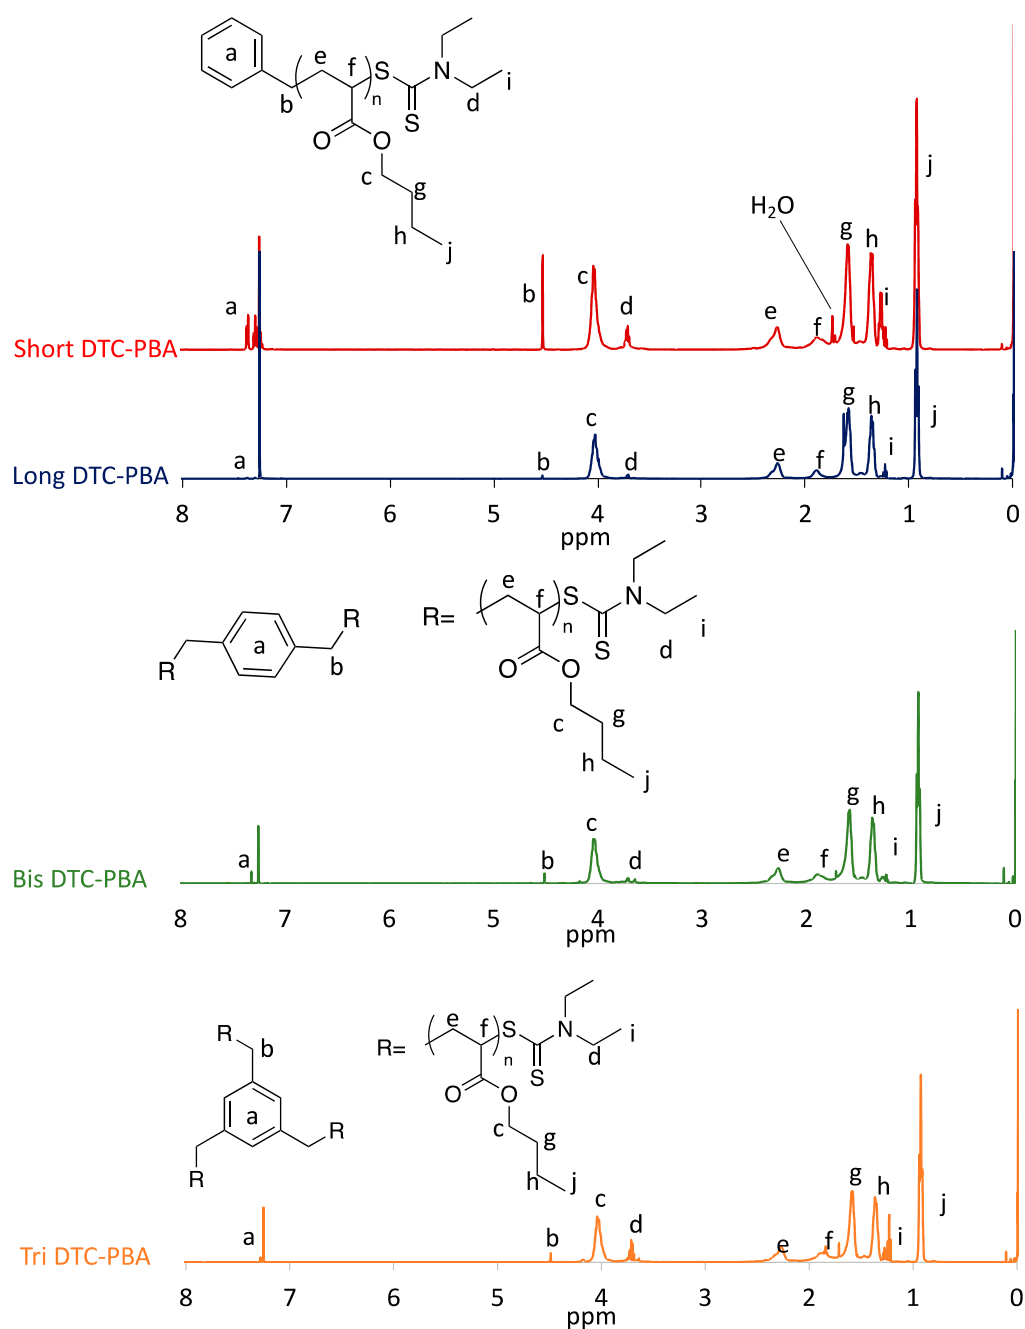 a
e
f
S
N
i
b
n
d
O
S
O
c
g
h
j
H₂O
j
g
h
b
c
i
a
d
e
f
Short DTC-PBA
g
h
c
j
a
b
d
e
f
i
Long DTC-PBA
8 7 6 5 4 3 2 1 0
ppm
e
R
R= f S N
a
n
i
R
b
S
d
O
O
c
g
h
j
g
h
j
c
i
a
b
d
e
f
Bis DTC-PBA
8 7 6 5 4 3 2 1 0
ppm
e
f
S
N
i
R
b
R=
n
d
S
a
O
O
R
c
g
R
h
j
c
g
h
j
d
a
b
e
f
i
Tri DTC-PBA
8 7 6 5 4 3 2 1 0
ppm